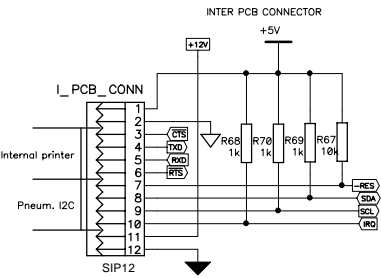 INTER PCB CONNECTOR
+5V
+12V
I_PCB_CONN
1
2
3 CTS
4 TXD
5 RXD
6 RTS
7
8
9
10
11
12
R68 1k
R70 1k
R69 1k
R67 10k
Internal printer
Pneum. I2C
-RES
SDA
SCL
IRQ
SIP12